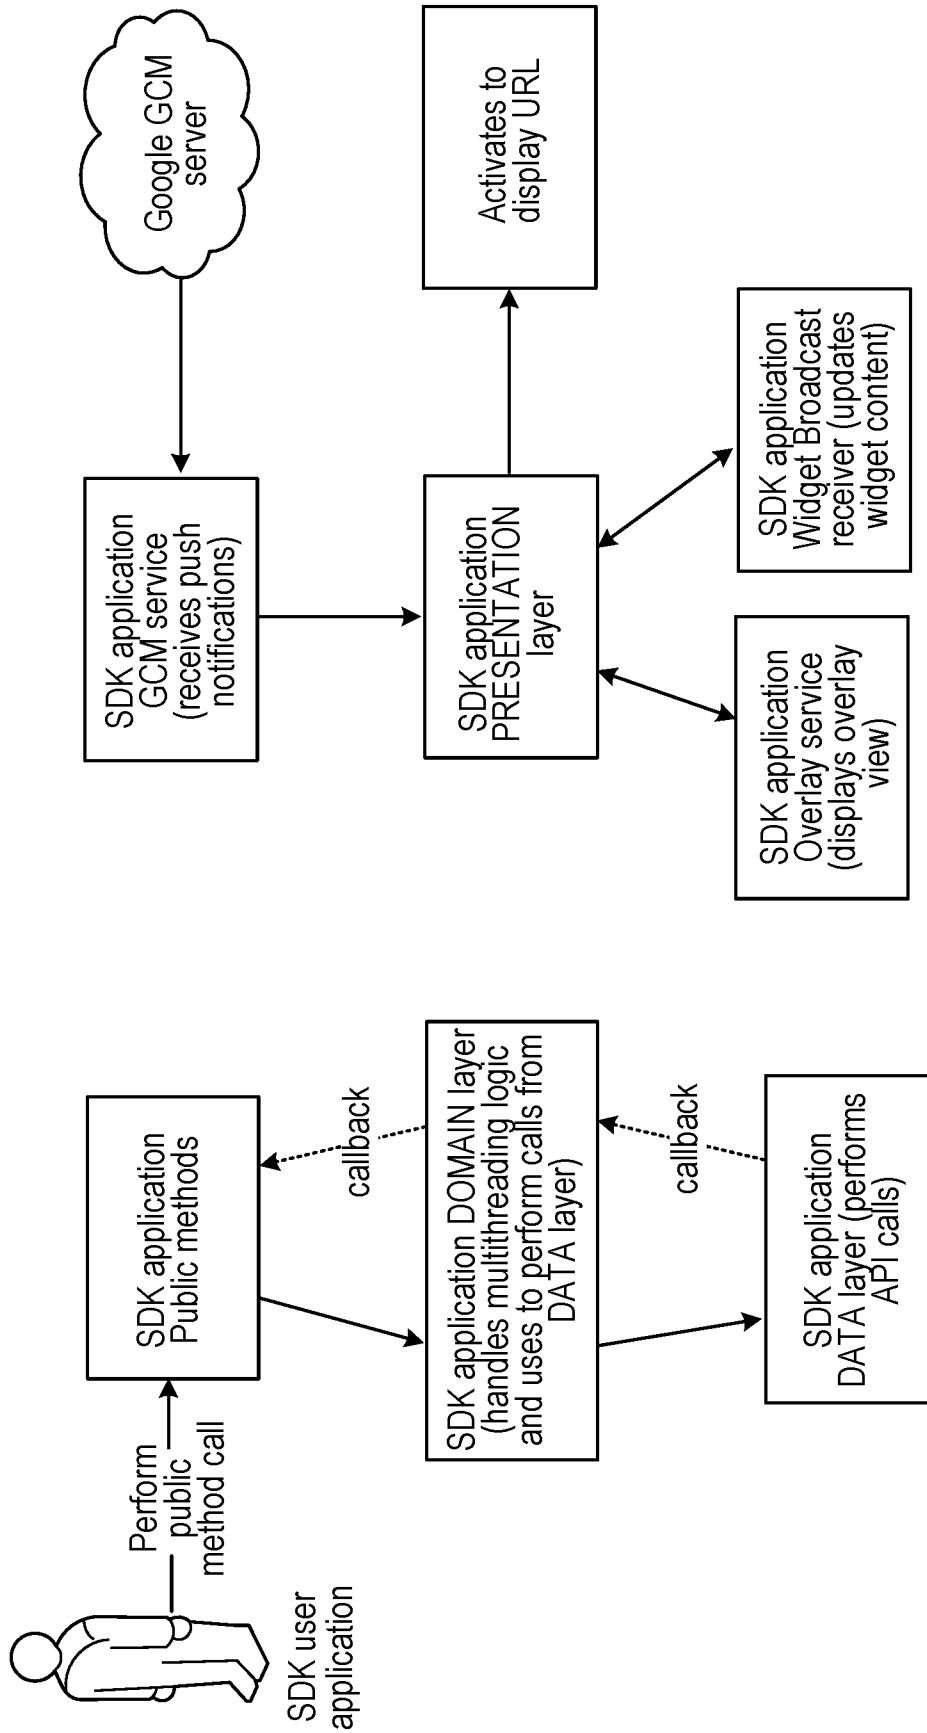 SDK user
application
Perform
public
method call
SDK application
Public methods
callback
SDK application DOMAIN layer
(handles multithreading logic
and uses to perform calls from
DATA layer)
callback
SDK application
DATA layer (performs
API calls)
Google GCM
server
SDK application
GCM service
(receives push
notifications)
SDK application
PRESENTATION
layer
Activates to
display URL
SDK application
Overlay service
(displays overlay
view)
SDK application
Widget Broadcast
receiver (updates
widget content)